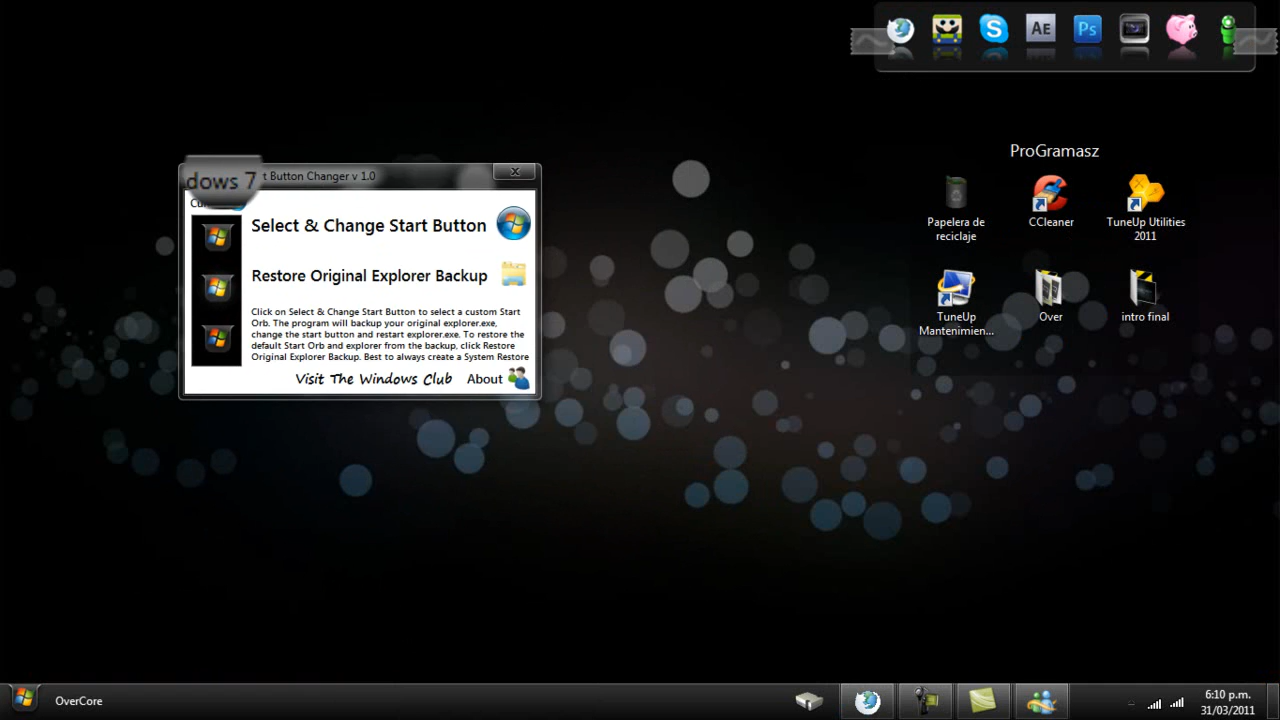 AE
Ps
ProGramasz
Papelera de
reciclaje
CCleaner
TuneUp Utilities
2011
TuneUp
Mantenimien...
Over
intro final
dows 7
t Button Changer v 1.0
Select & Change Start Button
Restore Original Explorer Backup
Click on Select & Change Start Button to select a custom Start
Orb. The program will backup your original explorer.exe,
change the start button and restart explorer.exe. To restore the
default Start Orb and explorer from the backup, click Restore
Original Explorer Backup. Best to always create a System Restore
Visit The Windows Club
About
OverCore
6:10 p.m.
31/03/2011